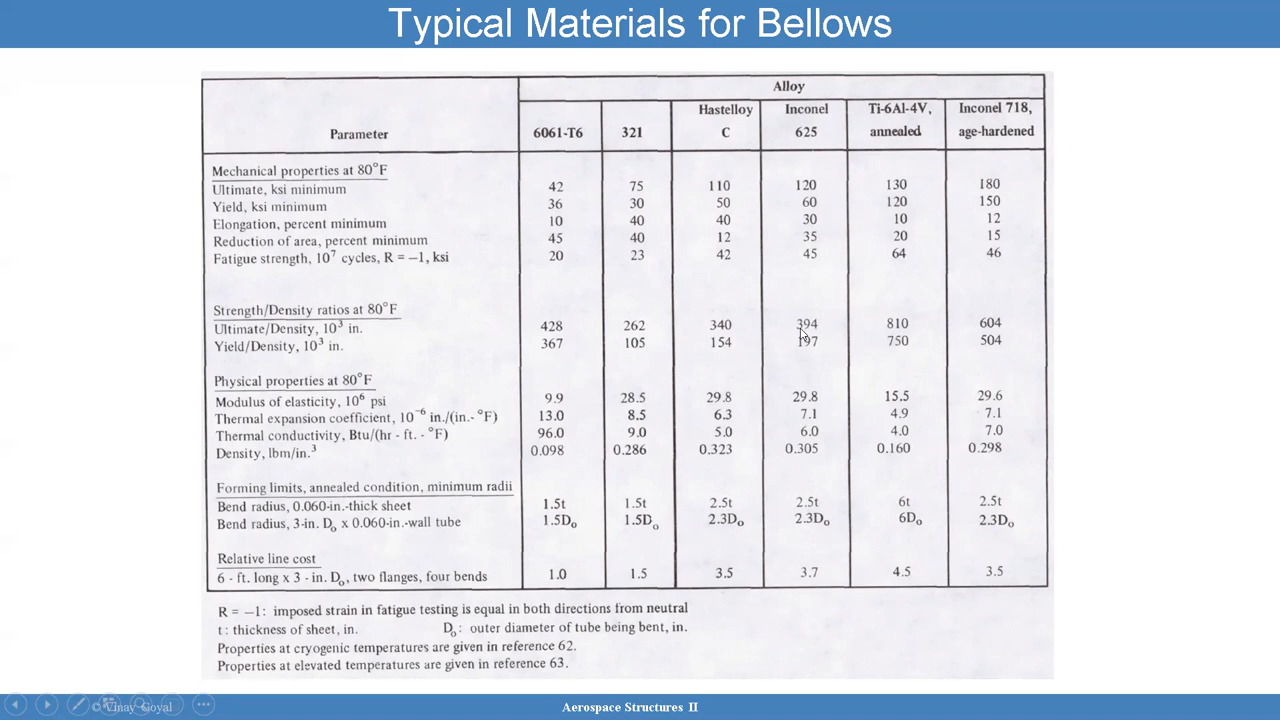 Typical Materials for Bellows
Alloy
Parameter 6061-T6 321 Hastelloy C Inconel 625 Ti-6Al-4V, annealed Inconel 718, age-hardened
Mechanical properties at 80°F
Ultimate, ksi minimum 42 75 110 120 130 180
Yield, ksi minimum 36 30 50 60 120 150
Elongation, percent minimum 10 40 40 30 10 12
Reduction of area, percent minimum 45 40 12 35 20 15
Fatigue strength, 10⁷ cycles, R = −1, ksi 20 23 42 45 64 46
Strength/Density ratios at 80°F
Ultimate/Density, 10³ in. 428 262 340 394 810 604
Yield/Density, 10³ in. 367 105 154 197 750 504
Physical properties at 80°F
Modulus of elasticity, 10⁶ psi 9.9 28.5 29.8 29.8 15.5 29.6
Thermal expansion coefficient, 10⁻⁶ in./(in.- °F) 13.0 8.5 6.3 7.1 4.9 7.1
Thermal conductivity, Btu/(hr - ft. - °F) 96.0 9.0 5.0 6.0 4.0 7.0
Density, lbm/in.³ 0.098 0.286 0.323 0.305 0.160 0.298
Forming limits, annealed condition, minimum radii
Bend radius, 0.060-in.-thick sheet 1.5t 1.5t 2.5t 2.5t 6t 2.5t
Bend radius, 3-in. Dₒ x 0.060-in.-wall tube 1.5Dₒ 1.5Dₒ 2.3Dₒ 2.3Dₒ 6Dₒ 2.3Dₒ
Relative line cost
6 - ft. long x 3 - in. Dₒ, two flanges, four bends 1.0 1.5 3.5 3.7 4.5 3.5
R = −1: imposed strain in fatigue testing is equal in both directions from neutral
t: thickness of sheet, in. Dₒ: outer diameter of tube being bent, in.
Properties at cryogenic temperatures are given in reference 62.
Properties at elevated temperatures are given in reference 63.
© Vinay Goyal Aerospace Structures II